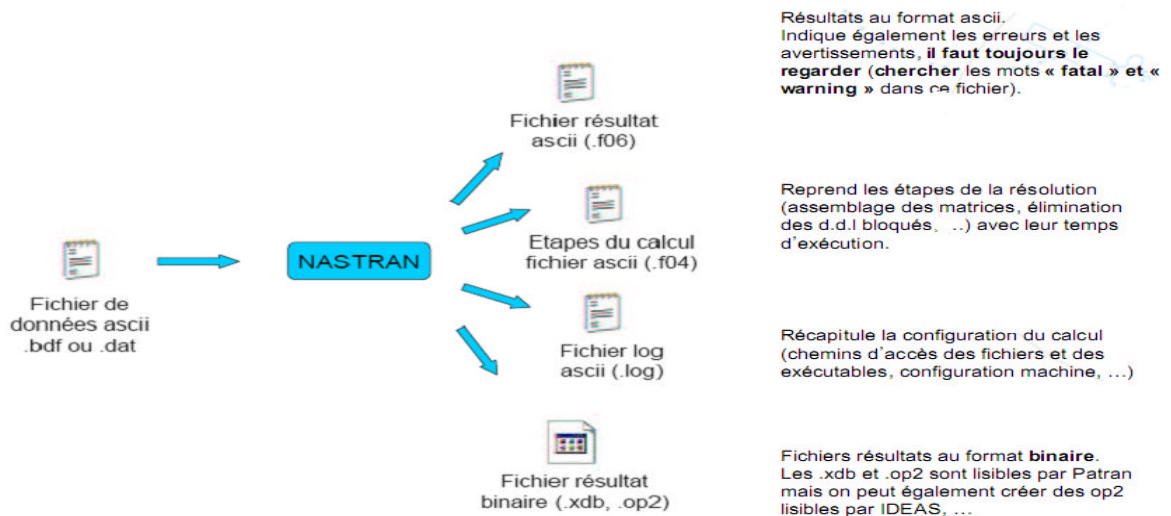 Résultats au format ascii.
Indique également les erreurs et les
avertissements, il faut toujours le
regarder (chercher les mots « fatal » et «
warning » dans ce fichier).
Fichier résultat
ascii (.f06)
Reprend les étapes de la résolution
(assemblage des matrices, élimination
des d.d.l bloqués, ...) avec leur temps
d'exécution.
Etapes du calcul
fichier ascii (.f04)
NASTRAN
Fichier de
données ascii
.bdf ou .dat
Fichier log
ascii (.log)
Récapitule la configuration du calcul
(chemins d'accès des fichiers et des
exécutables, configuration machine, ...)
Fichier résultat
binaire (.xdb, .op2)
Fichiers résultats au format binaire.
Les .xdb et .op2 sont lisibles par Patran
mais on peut également créer des op2
lisibles par IDEAS, ...